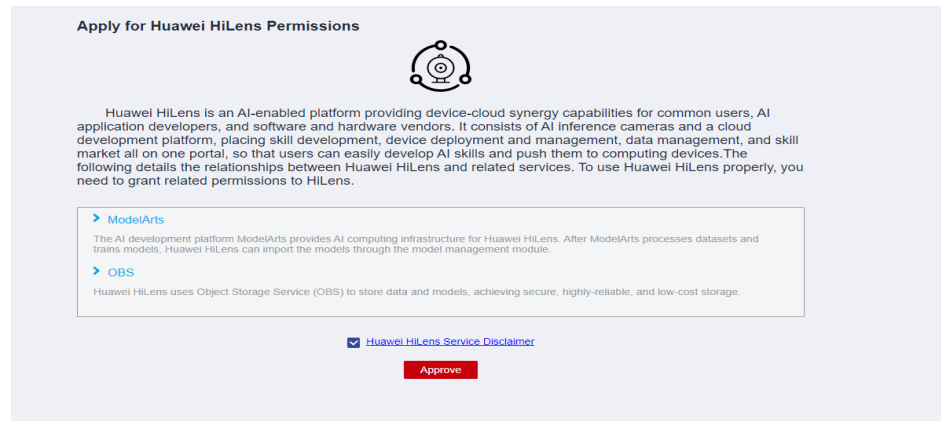 Apply for Huawei HiLens Permissions
Huawei HiLens is an AI-enabled platform providing device-cloud synergy capabilities for common users, AI
application developers, and software and hardware vendors. It consists of AI inference cameras and a cloud
development platform, placing skill development, device deployment and management, data management, and skill
market all on one portal, so that users can easily develop AI skills and push them to computing devices.The
following details the relationships between Huawei HiLens and related services. To use Huawei HiLens properly, you
need to grant related permissions to HiLens.
ModelArts
The AI development platform ModelArts provides AI computing infrastructure for Huawei HiLens. After ModelArts processes datasets and
trains models, Huawei HiLens can import the models through the model management module.
OBS
Huawei HiLens uses Object Storage Service (OBS) to store data and models, achieving secure, highly-reliable, and low-cost storage.
Huawei HiLens Service Disclaimer
Approve